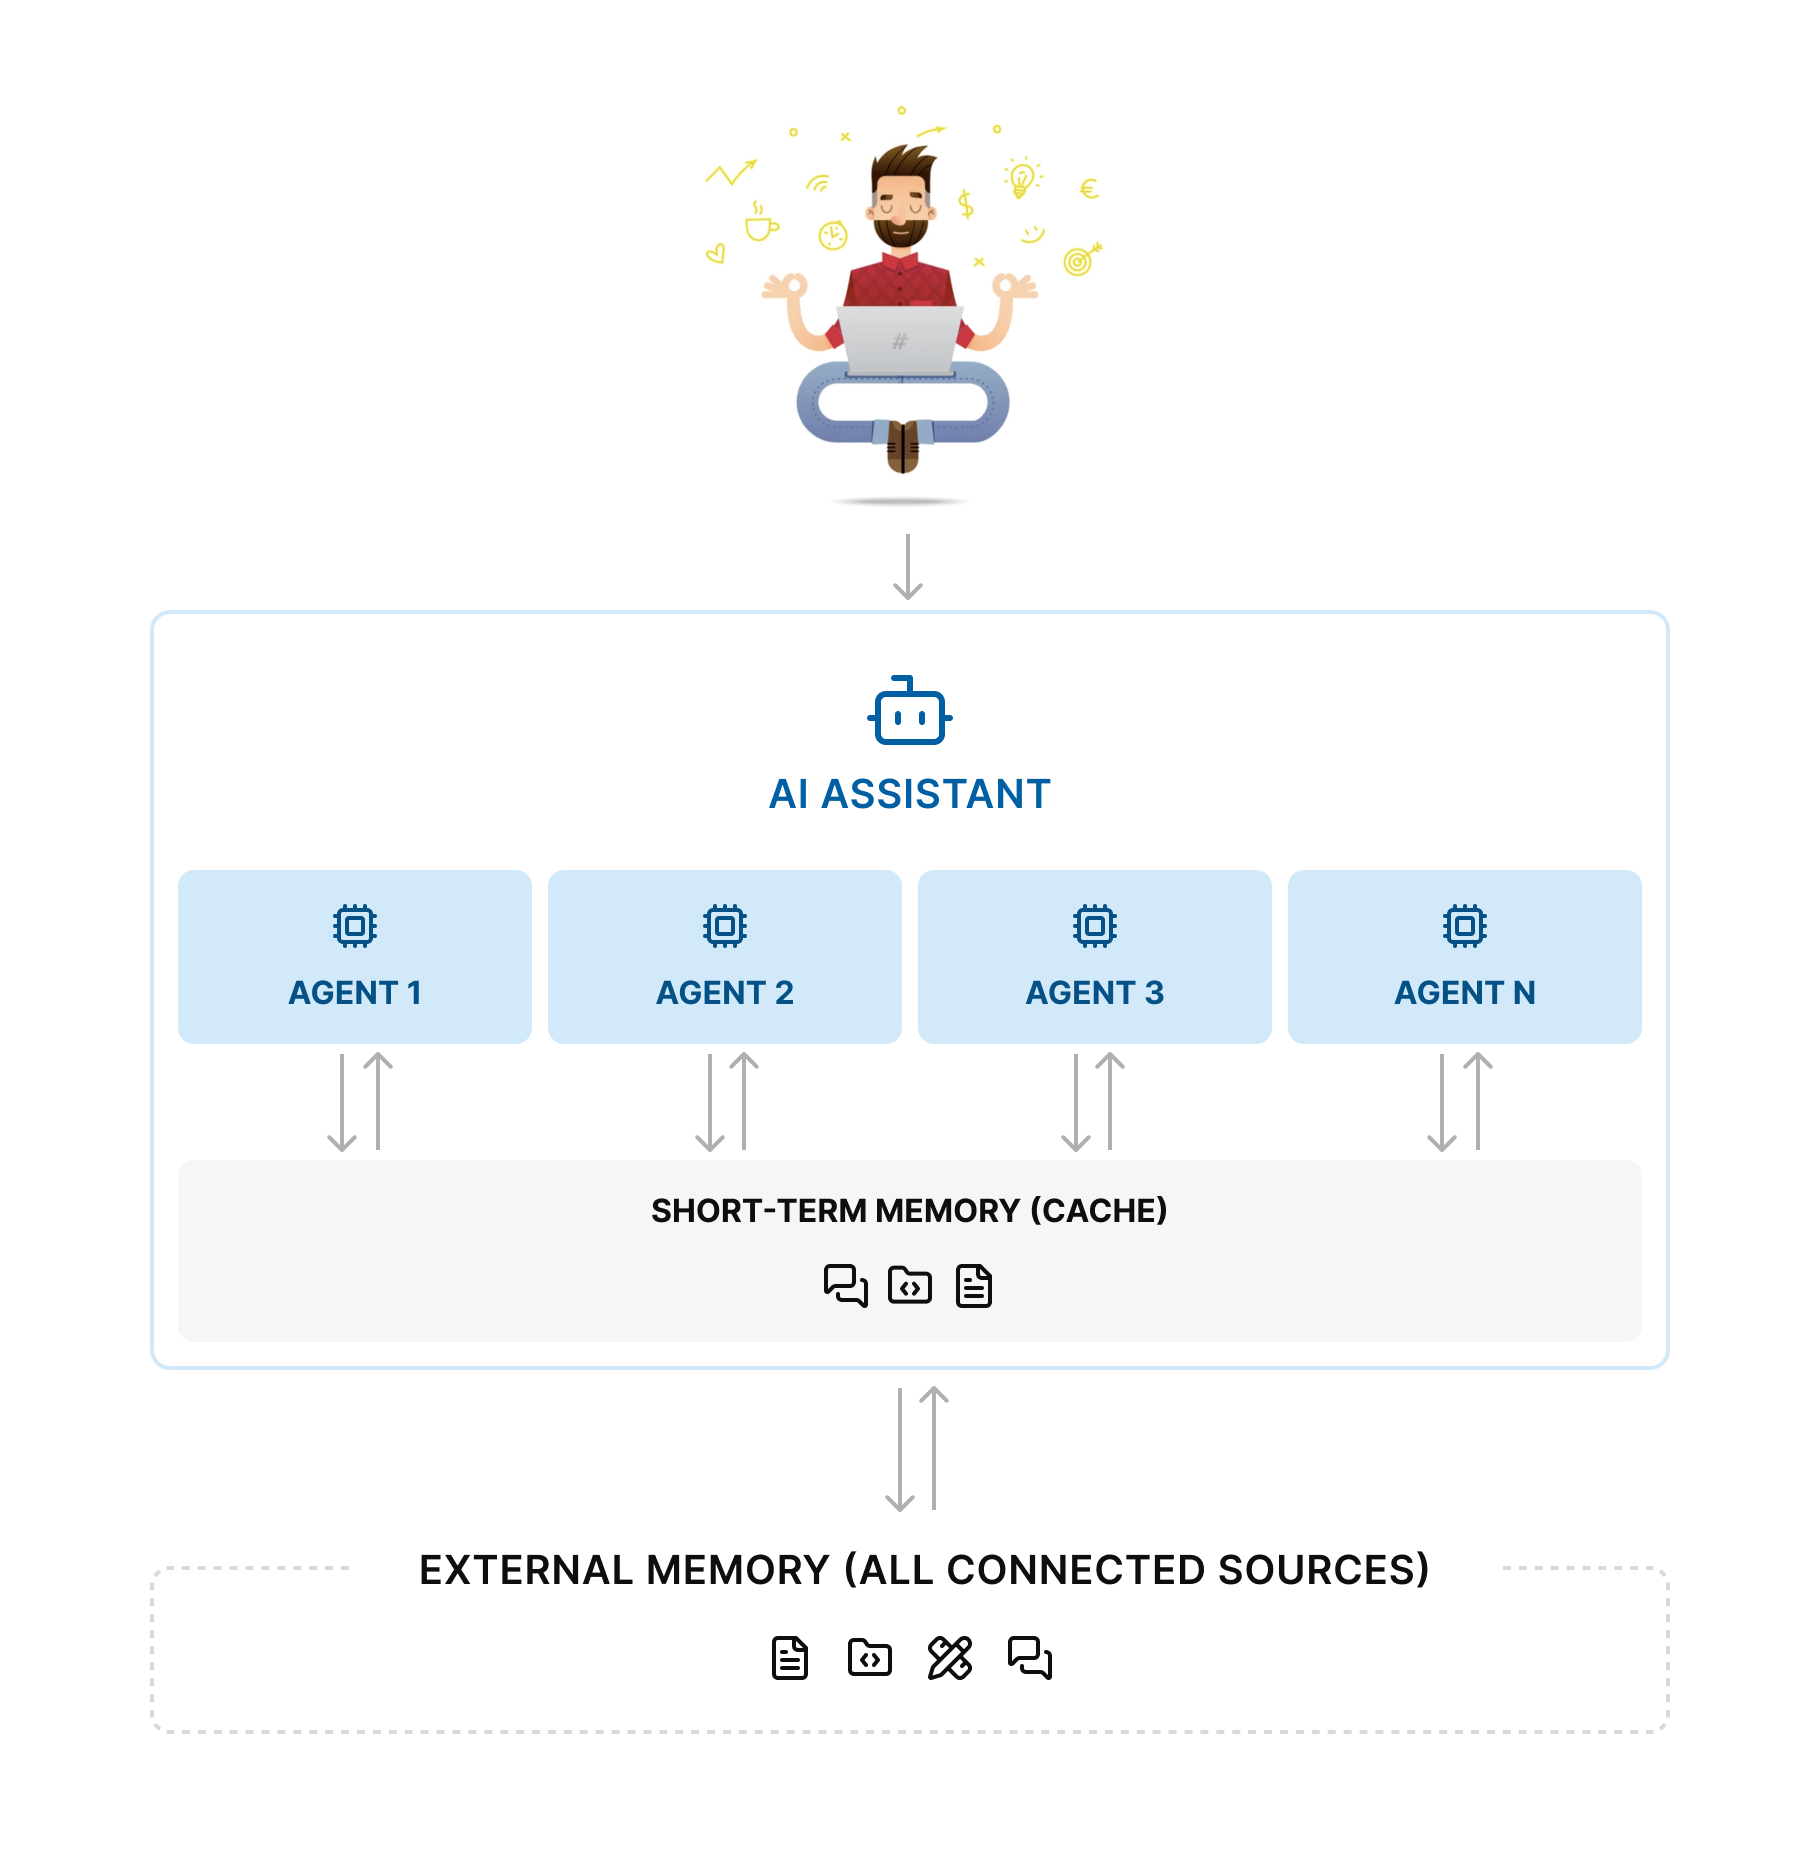 $
€
#
AI ASSISTANT
AGENT 1
AGENT 2
AGENT 3
AGENT N
SHORT-TERM MEMORY (CACHE)
EXTERNAL MEMORY (ALL CONNECTED SOURCES)